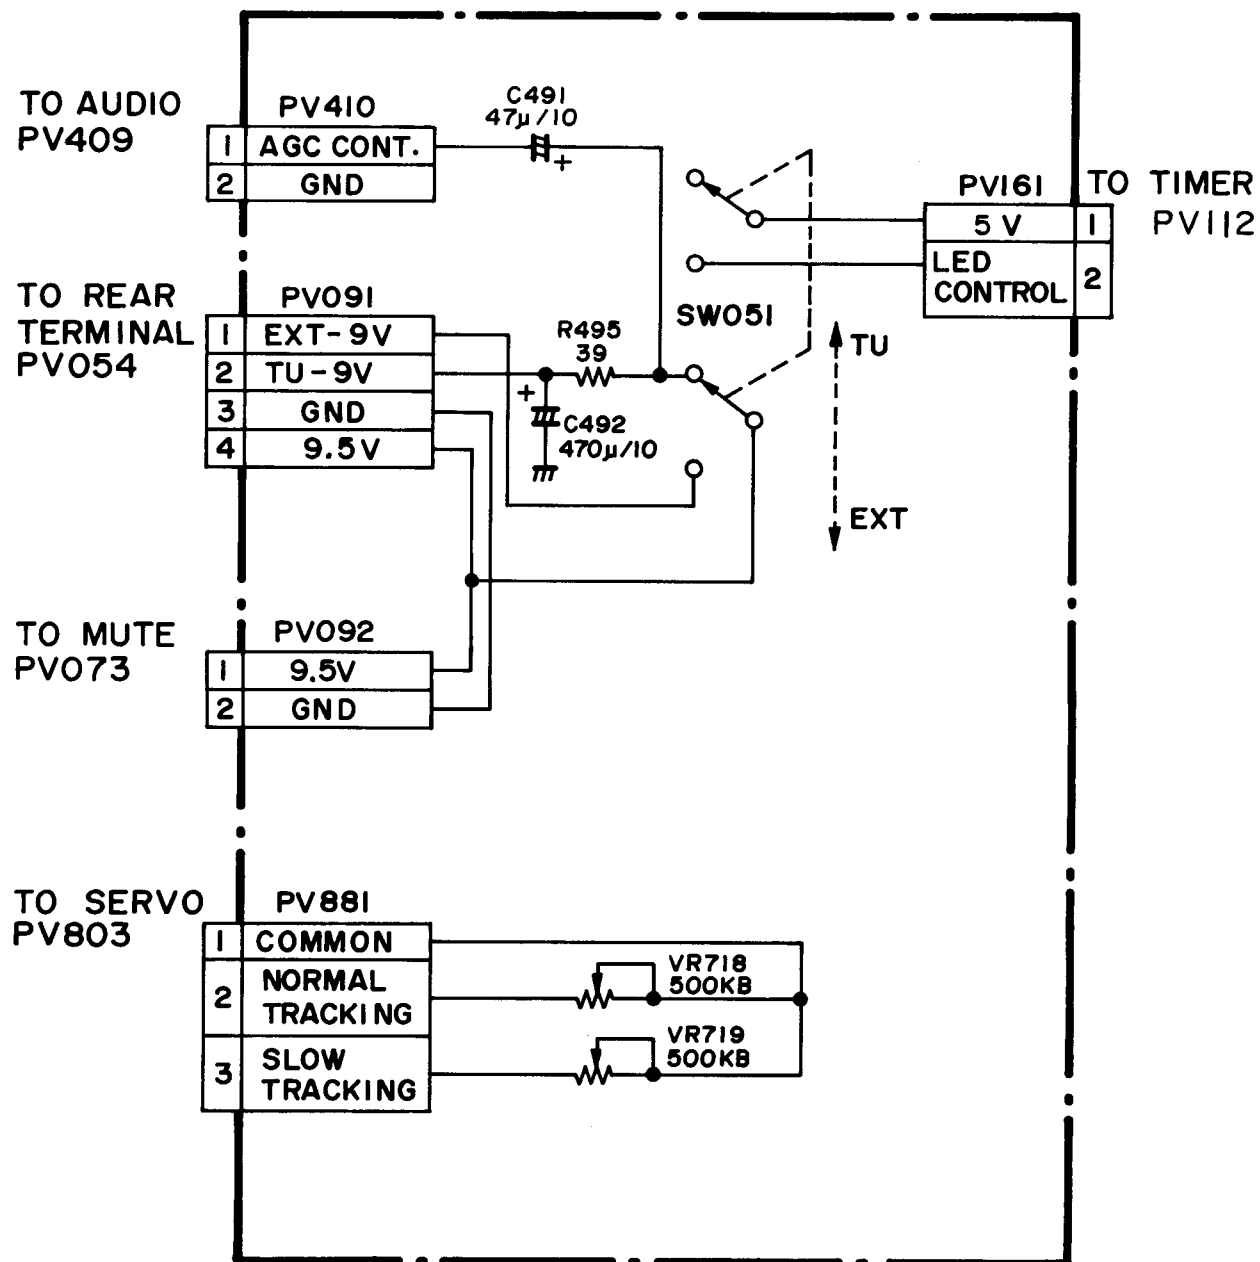 TO AUDIO
PV409
PV410
1 AGC CONT.
2 GND
C491
47µ/10
+
PV161
5V 1
LED
CONTROL 2
TO TIMER
PV112
TO REAR
TERMINAL
PV054
PV091
1 EXT-9V
2 TU-9V
3 GND
4 9.5V
R495
39
+
C492
470µ/10
SW051
TU
EXT
TO MUTE
PV073
PV092
1 9.5V
2 GND
TO SERVO
PV803
PV881
1 COMMON
2 NORMAL
TRACKING
3 SLOW
TRACKING
VR718
500KB
VR719
500KB